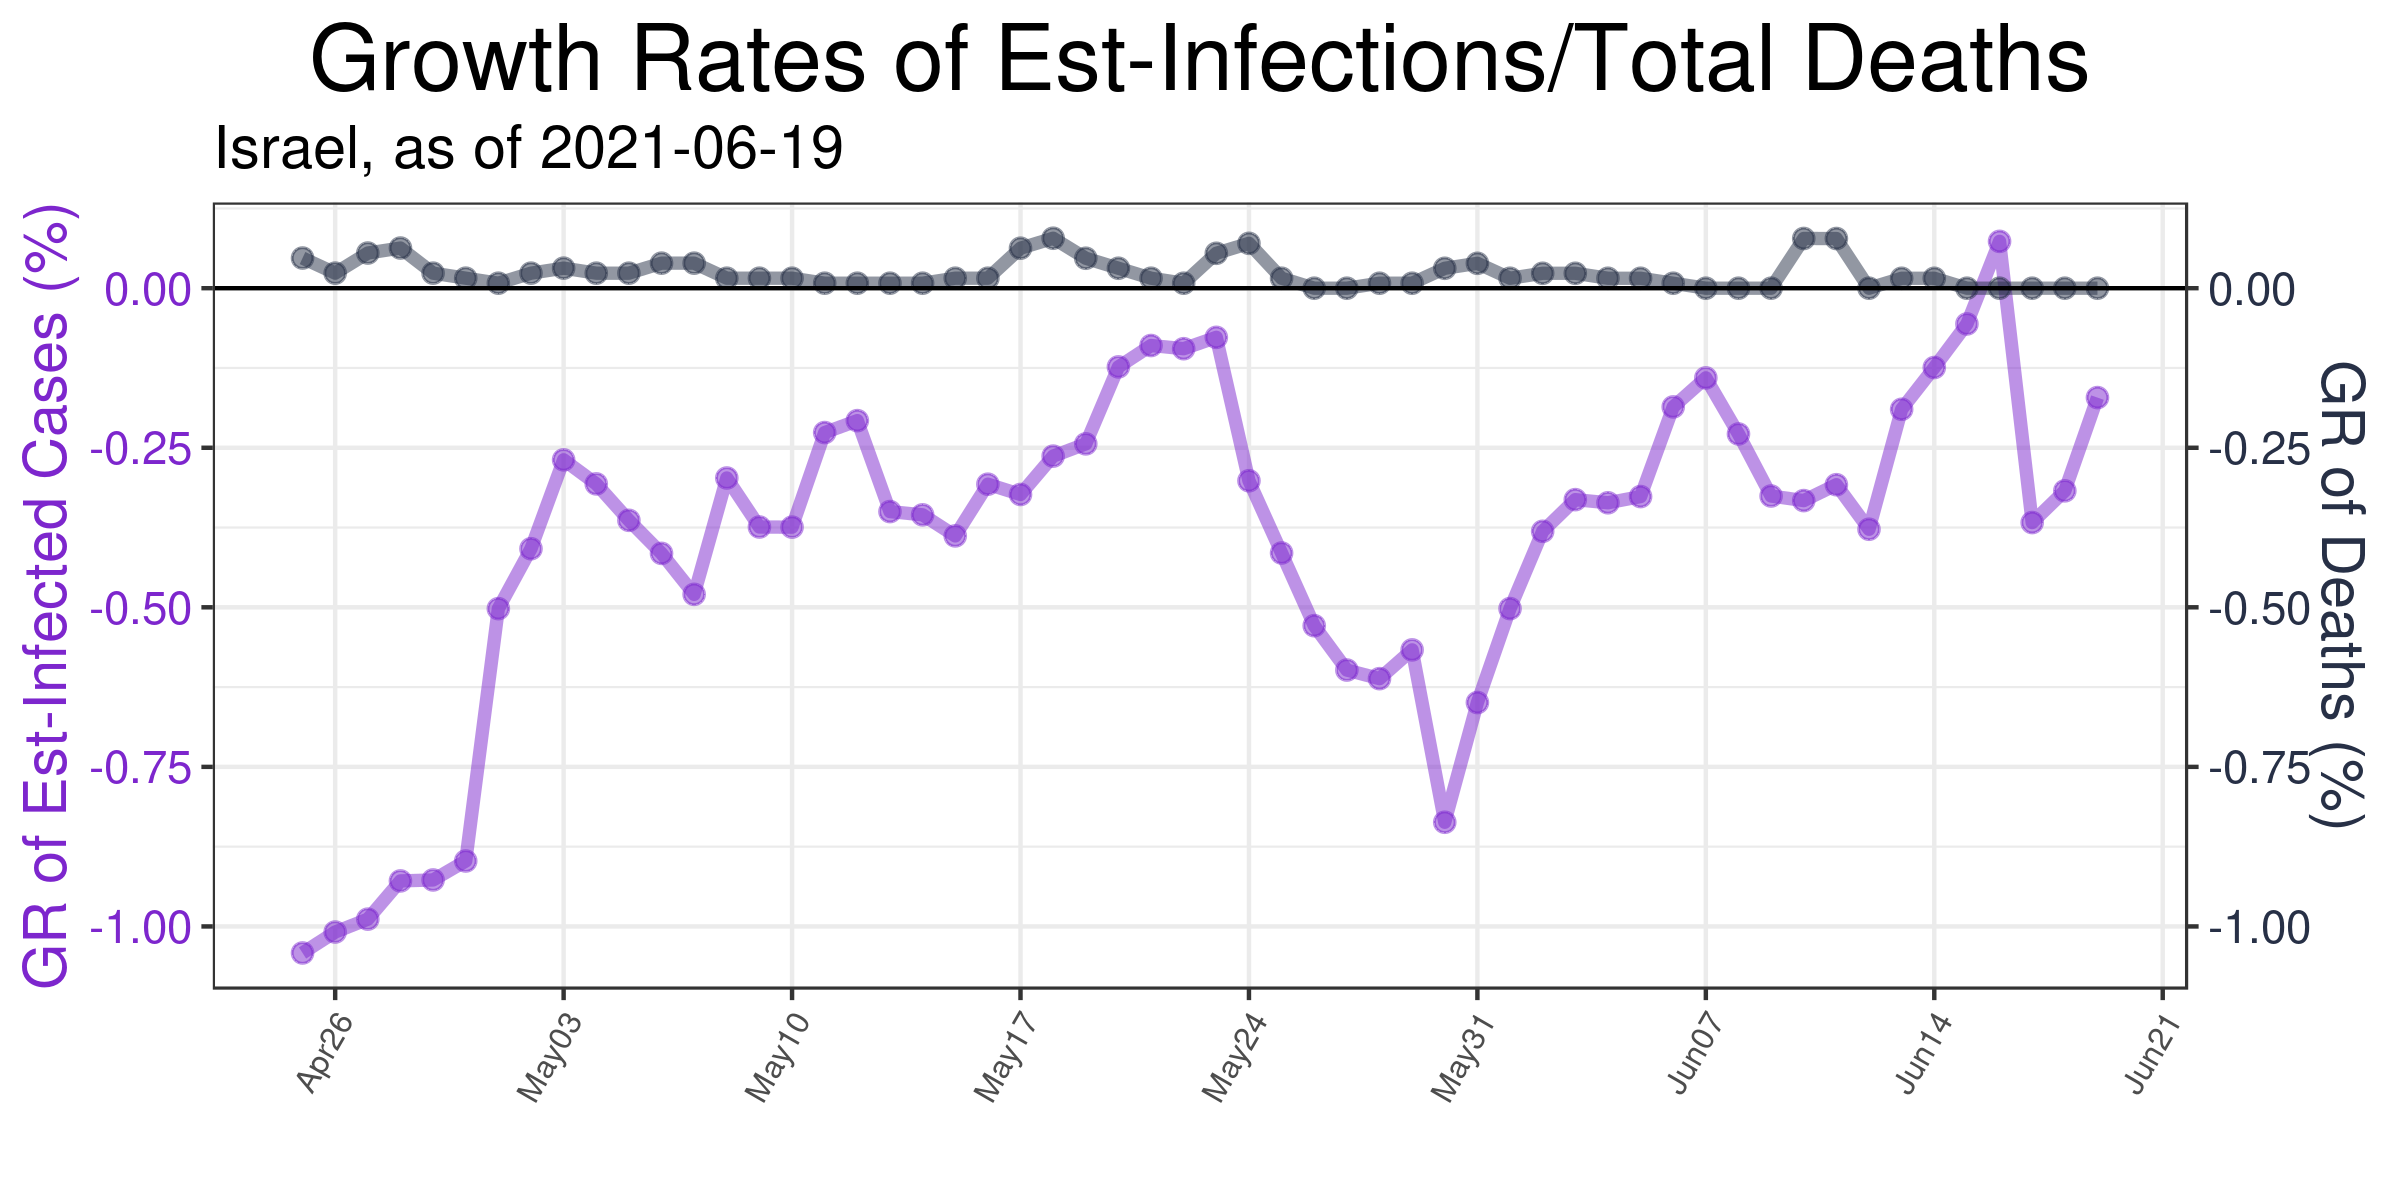 Growth Rates of Est-Infections/Total Deaths
Israel, as of 2021-06-19
GR of Est-Infected Cases (%)
0.00
-0.25
-0.50
-0.75
-1.00
0.00
-0.25
-0.50
-0.75
-1.00
GR of Deaths (%)
Apr26
May03
May10
May17
May24
May31
Jun07
Jun14
Jun21